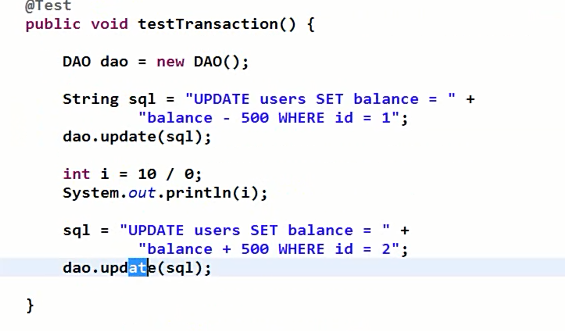 @Test
public void testTransaction() {
DAO dao = new DAO();
String sql = "UPDATE users SET balance = " +
"balance - 500 WHERE id = 1";
dao.update(sql);
int i = 10 / 0;
System.out.println(i);
sql = "UPDATE users SET balance = " +
"balance + 500 WHERE id = 2";
dao.update(sql);
}